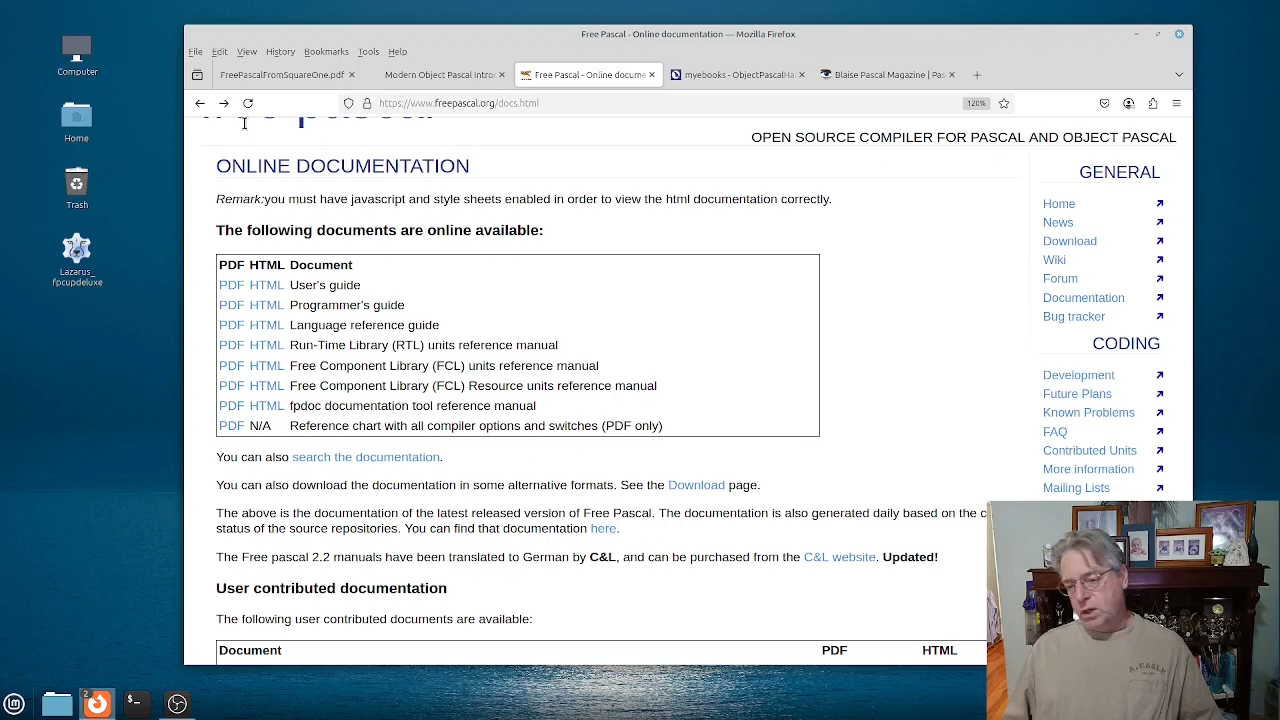 Computer
Home
Trash
Lazarus_
fpcupdeluxe
Free Pascal - Online documentation — Mozilla Firefox
File Edit View History Bookmarks Tools Help
FreePascalFromSquareOne.pdf
Modern Object Pascal Introd
Free Pascal - Online docume
myebooks - ObjectPascalHa
Blaise Pascal Magazine | Pas
https://www.freepascal.org/docs.html
120%
OPEN SOURCE COMPILER FOR PASCAL AND OBJECT PASCAL
ONLINE DOCUMENTATION
Remark:you must have javascript and style sheets enabled in order to view the html documentation correctly.
The following documents are online available:
PDF HTML Document
PDF HTML User's guide
PDF HTML Programmer's guide
PDF HTML Language reference guide
PDF HTML Run-Time Library (RTL) units reference manual
PDF HTML Free Component Library (FCL) units reference manual
PDF HTML Free Component Library (FCL) Resource units reference manual
PDF HTML fpdoc documentation tool reference manual
PDF N/A Reference chart with all compiler options and switches (PDF only)
You can also search the documentation.
You can also download the documentation in some alternative formats. See the Download page.
The above is the documentation of the latest released version of Free Pascal. The documentation is also generated daily based on the c
status of the source repositories. You can find that documentation here.
The Free pascal 2.2 manuals have been translated to German by C&L, and can be purchased from the C&L website. Updated!
User contributed documentation
The following user contributed documents are available:
Document PDF HTML
GENERAL
Home
News
Download
Wiki
Forum
Documentation
Bug tracker
CODING
Development
Future Plans
Known Problems
FAQ
Contributed Units
More information
Mailing Lists
A.EAGLE
2